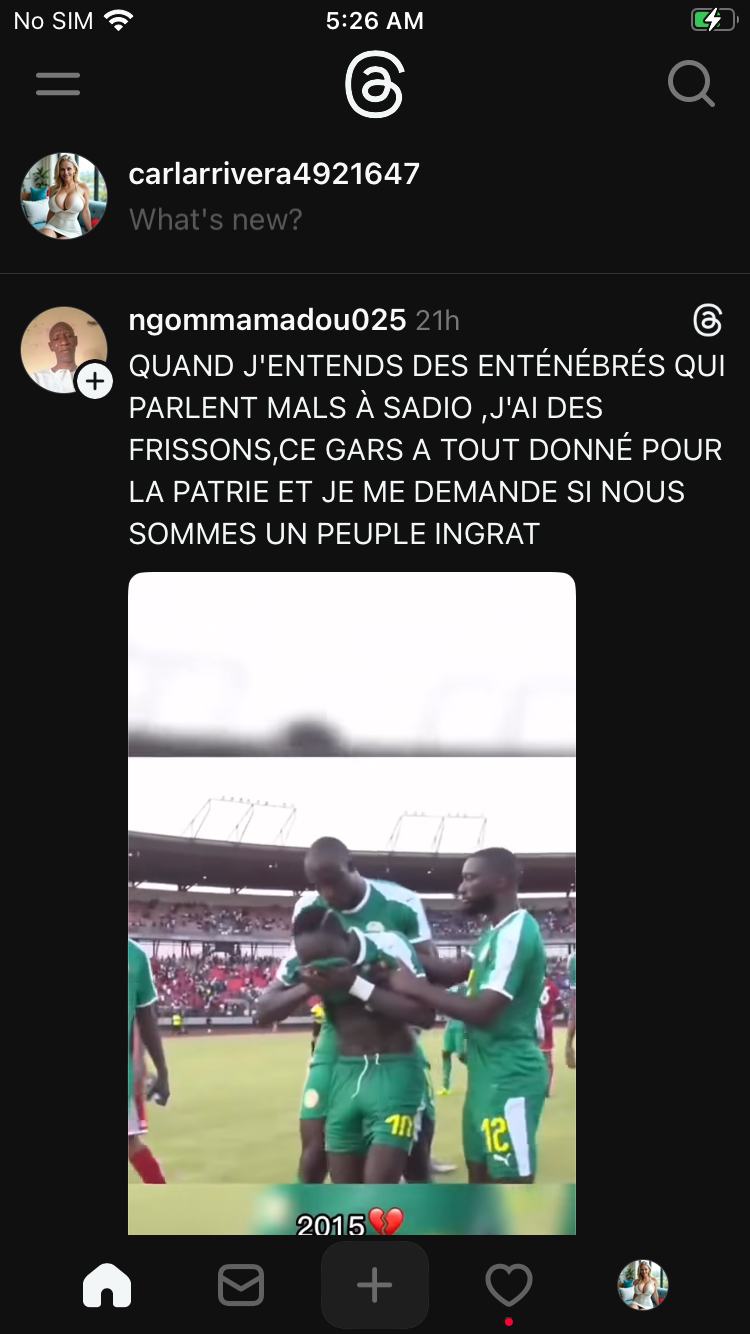 No SIM 5:26 AM
carlarrivera4921647
What's new?
ngommamadou025 21h
QUAND J'ENTENDS DES ENTÉNÉBRÉS QUI
PARLENT MALS À SADIO ,J'AI DES
FRISSONS,CE GARS A TOUT DONNÉ POUR
LA PATRIE ET JE ME DEMANDE SI NOUS
SOMMES UN PEUPLE INGRAT
10
12
2015💔